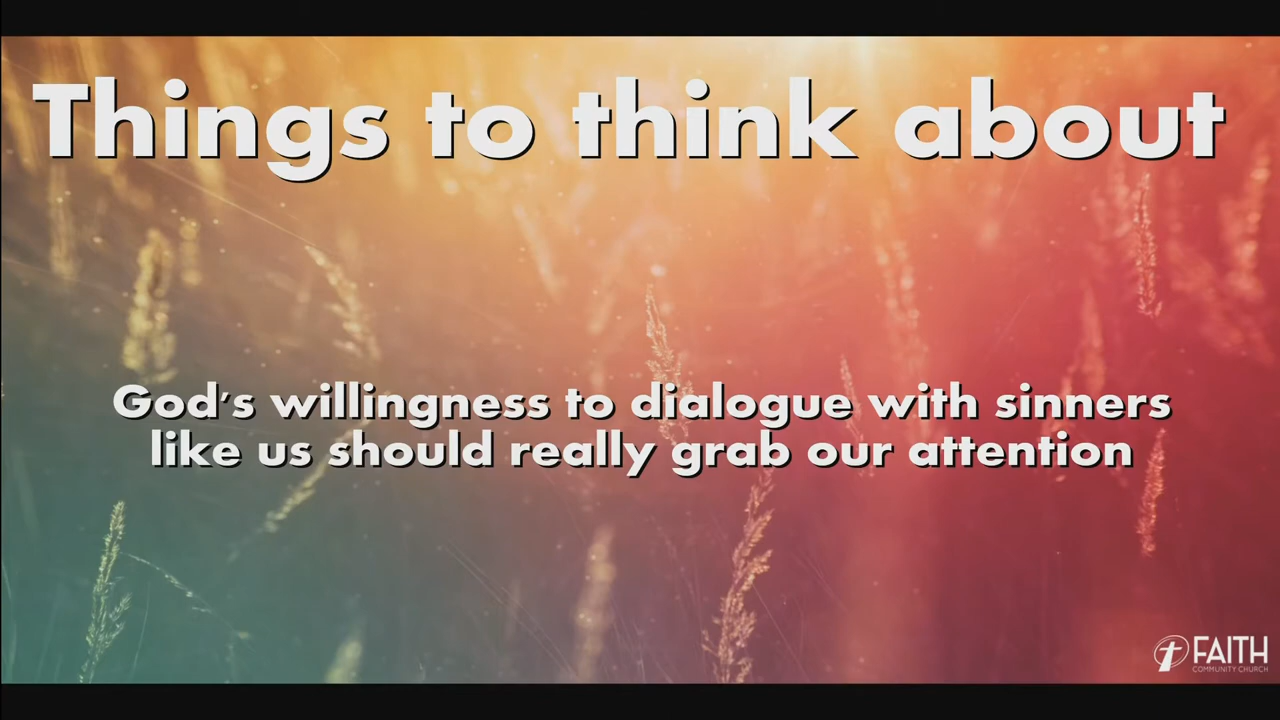 Things to think about
God's willingness to dialogue with sinners
like us should really grab our attention
FAITH
COMMUNITY CHURCH